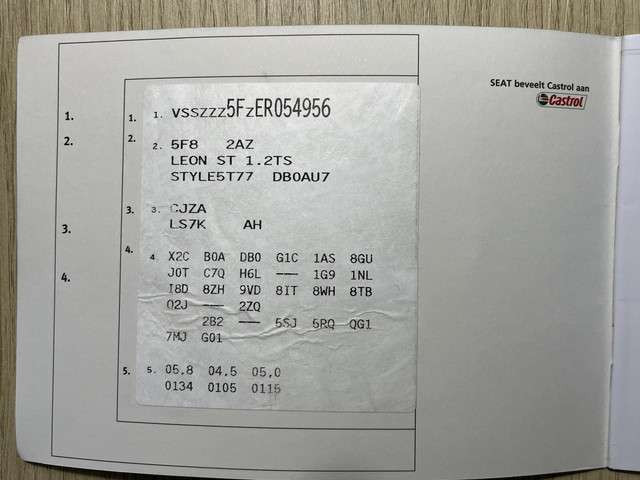 SEAT beveelt Castrol aan
Castrol
1. 1. 1. VSSZZZ5FZER054956
2. 2. 2. 5F8 2AZ
LEON ST 1.2TS
STYLE5T77 DB0AU7
3. 3. 3. CJZA
LS7K AH
4. 4. 4 X2C B0A DB0 G1C 1AS 8GU
J0T C7Q H6L --- 1G9 1NL
I8D 8ZH 9VD 8IT 8WH 8TB
02J --- 2ZQ
2B2 --- 5SJ 5RQ QG1
7MJ G01
5. 5. 05,8 04,5 05,0
0134 0105 0115